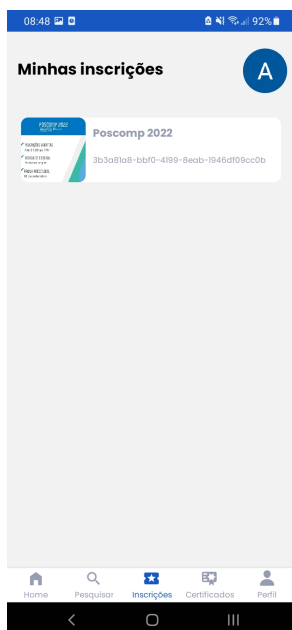 08:48 92%
Minhas inscrições
A
POSCOMP 2022
Poscomp 2022
3b3a81a8-bbf0-4199-8eab-1946df09cc0b
Home Pesquisar Inscrições Certificados Perfil